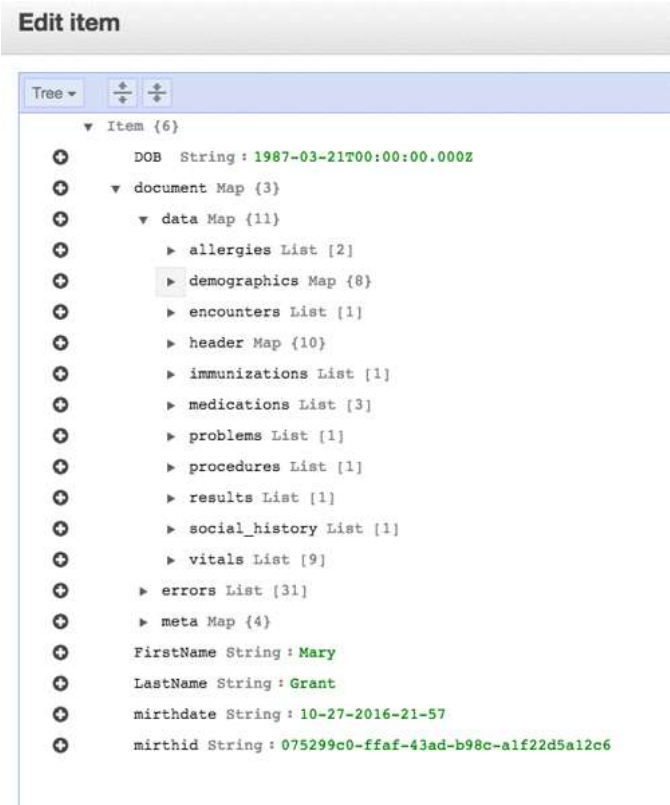 Edit item
Tree
Item {6}
DOB String : 1987-03-21T00:00:00.000Z
document Map {3}
data Map {11}
allergies List [2]
demographics Map {8}
encounters List [1]
header Map {10}
immunizations List [1]
medications List [3]
problems List [1]
procedures List [1]
results List [1]
social_history List [1]
vitals List [9]
errors List [31]
meta Map {4}
FirstName String : Mary
LastName String : Grant
mirthdate String : 10-27-2016-21-57
mirthid String : 075299c0-ffaf-43ad-b98c-a1f22d5a12c6